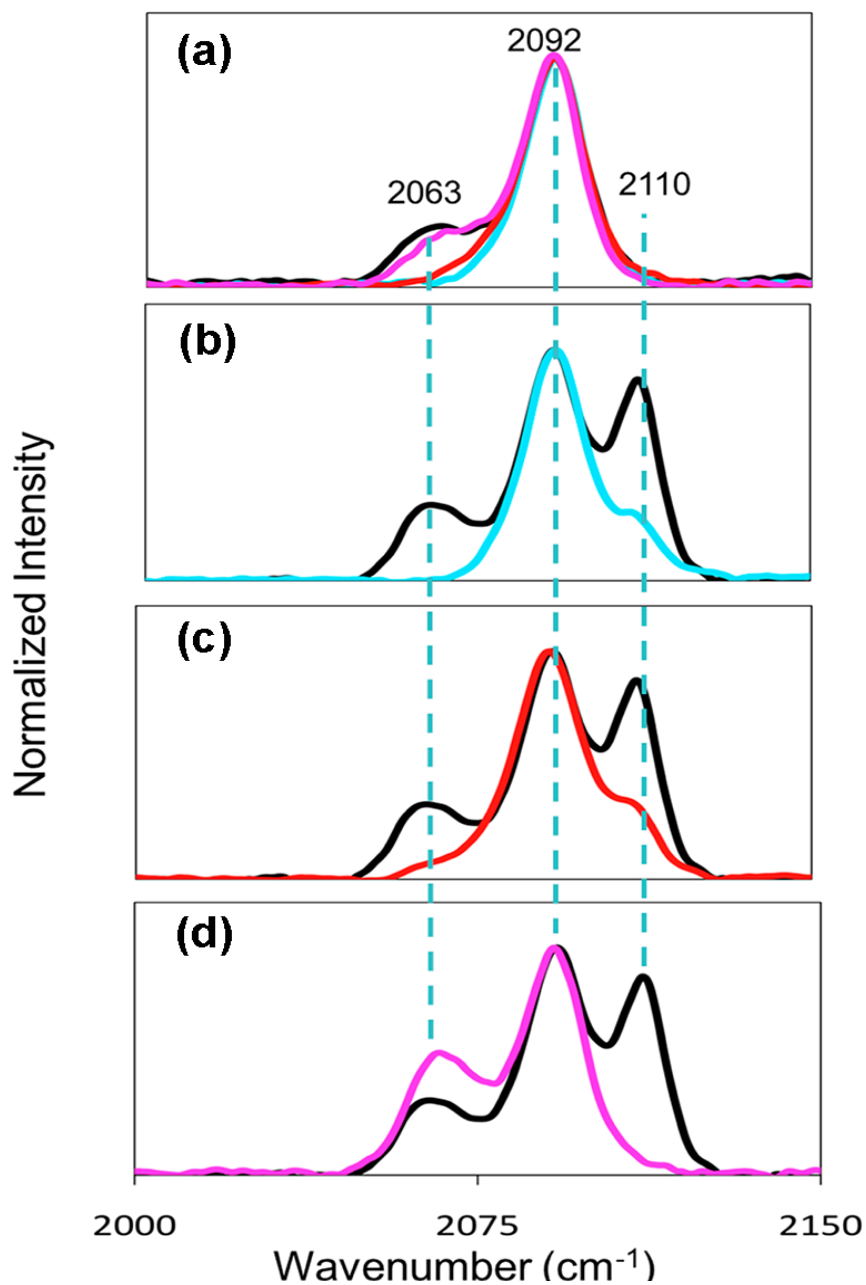 (a)
2092
2063
2110
(b)
(c)
(d)
Normalized Intensity
2000
2075
2150
Wavenumber (cm⁻¹)